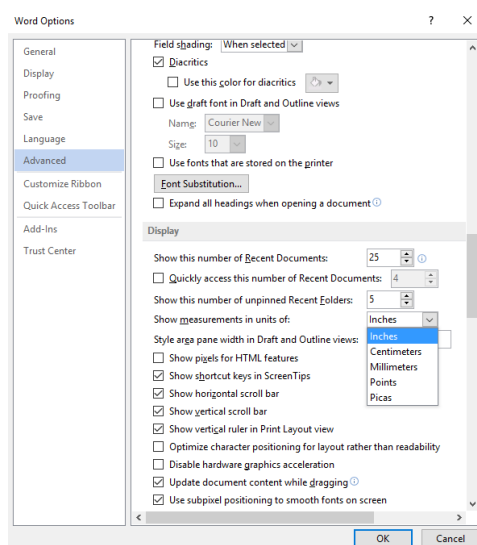 Word Options
?
General
Display
Proofing
Save
Language
Advanced
Customize Ribbon
Quick Access Toolbar
Add-Ins
Trust Center
Field shading: When selected
Diacritics
Use this color for diacritics
Use draft font in Draft and Outline views
Name: Courier New
Size: 10
Use fonts that are stored on the printer
Font Substitution...
Expand all headings when opening a document
Display
Show this number of Recent Documents: 25
Quickly access this number of Recent Documents: 4
Show this number of unpinned Recent Folders: 5
Show measurements in units of: Inches
Inches
Centimeters
Millimeters
Points
Picas
Style area pane width in Draft and Outline views:
Show pixels for HTML features
Show shortcut keys in ScreenTips
Show horizontal scroll bar
Show vertical scroll bar
Show vertical ruler in Print Layout view
Optimize character positioning for layout rather than readability
Disable hardware graphics acceleration
Update document content while dragging
Use subpixel positioning to smooth fonts on screen
OK
Cancel